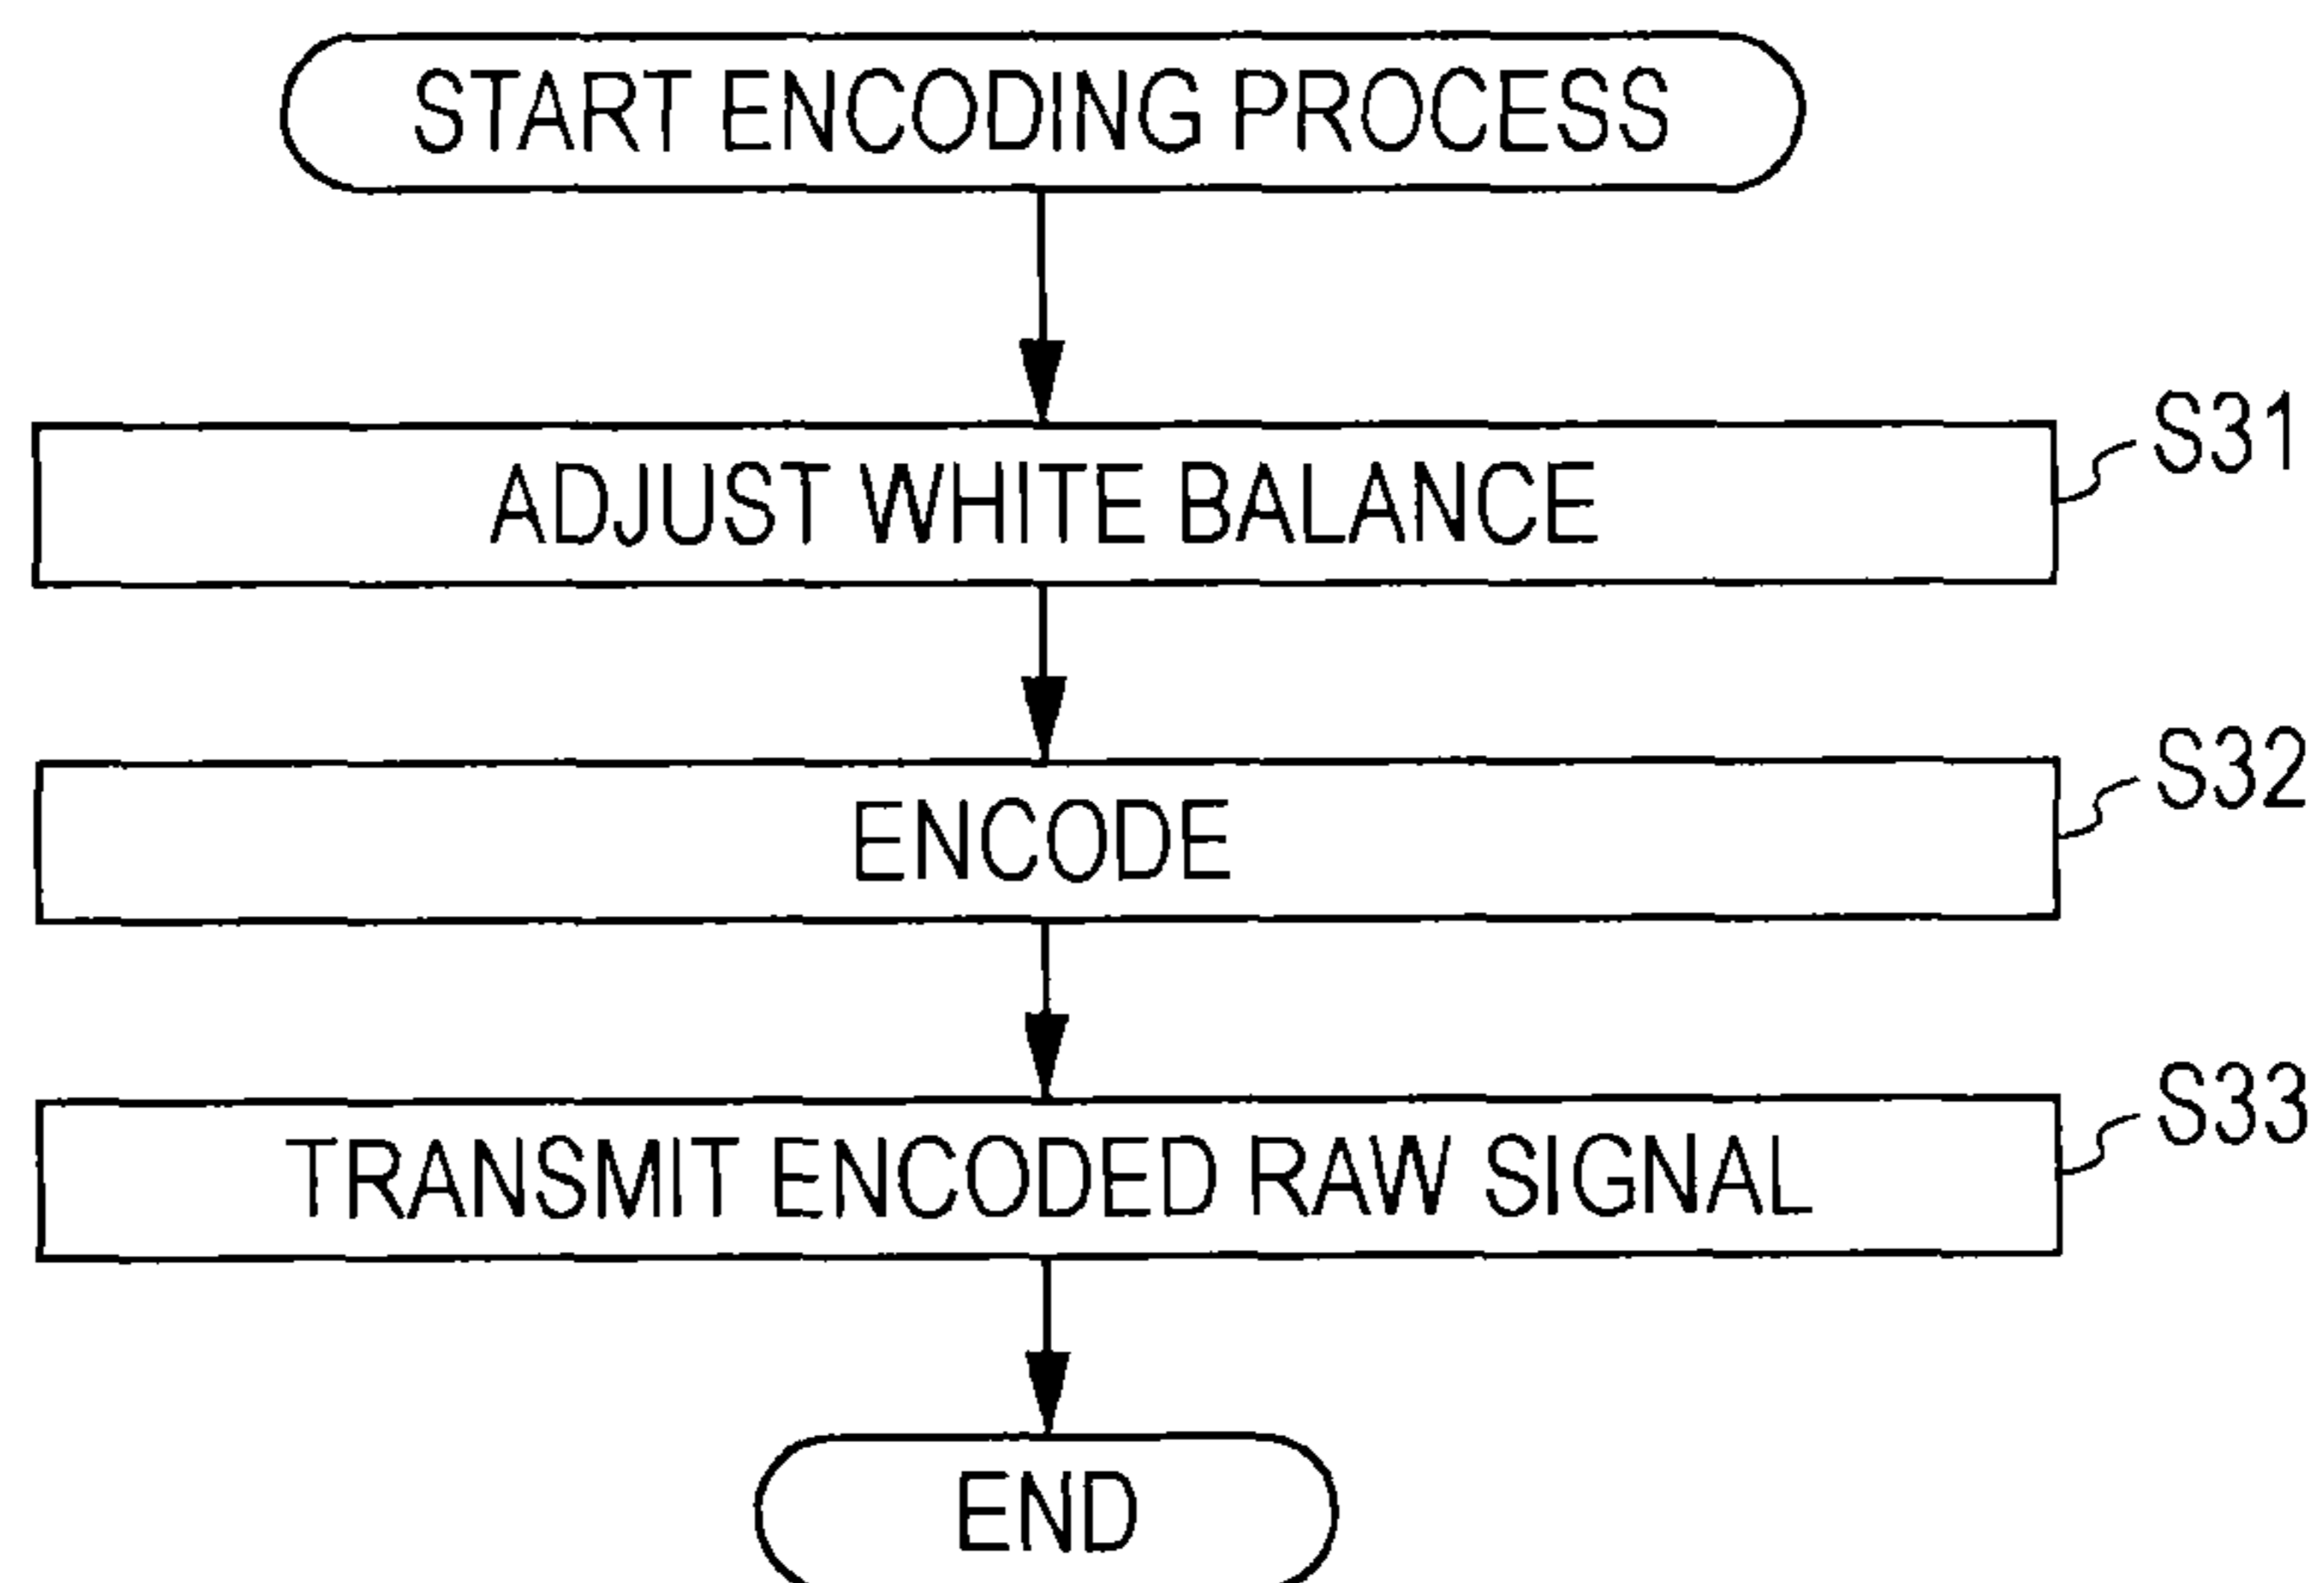 START ENCODING PROCESS
ADJUST WHITE BALANCE
S31
ENCODE
S32
TRANSMIT ENCODED RAW SIGNAL
S33
END